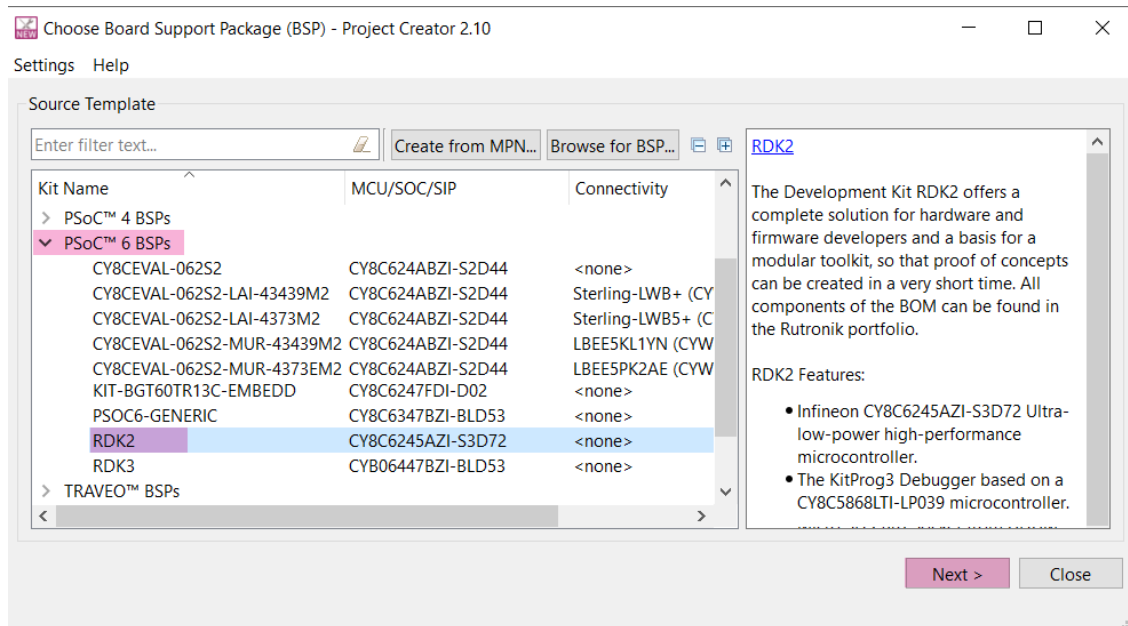 NEW Choose Board Support Package (BSP) - Project Creator 2.10
Settings Help
Source Template
Enter filter text...
Create from MPN... Browse for BSP...
Kit Name MCU/SOC/SIP Connectivity
PSoC™ 4 BSPs
PSoC™ 6 BSPs
CY8CEVAL-062S2 CY8C624ABZI-S2D44 <none>
CY8CEVAL-062S2-LAI-43439M2 CY8C624ABZI-S2D44 Sterling-LWB+ (CY
CY8CEVAL-062S2-LAI-4373M2 CY8C624ABZI-S2D44 Sterling-LWB5+ (C
CY8CEVAL-062S2-MUR-43439M2 CY8C624ABZI-S2D44 LBEE5KL1YN (CYW
CY8CEVAL-062S2-MUR-4373EM2 CY8C624ABZI-S2D44 LBEE5PK2AE (CYW
KIT-BGT60TR13C-EMBEDD CY8C6247FDI-D02 <none>
PSOC6-GENERIC CY8C6347BZI-BLD53 <none>
RDK2 CY8C6245AZI-S3D72 <none>
RDK3 CYB06447BZI-BLD53 <none>
TRAVEO™ BSPs
RDK2
The Development Kit RDK2 offers a
complete solution for hardware and
firmware developers and a basis for a
modular toolkit, so that proof of concepts
can be created in a very short time. All
components of the BOM can be found in
the Rutronik portfolio.
RDK2 Features:
• Infineon CY8C6245AZI-S3D72 Ultra-
low-power high-performance
microcontroller.
• The KitProg3 Debugger based on a
CY8C5868LTI-LP039 microcontroller.
Next > Close